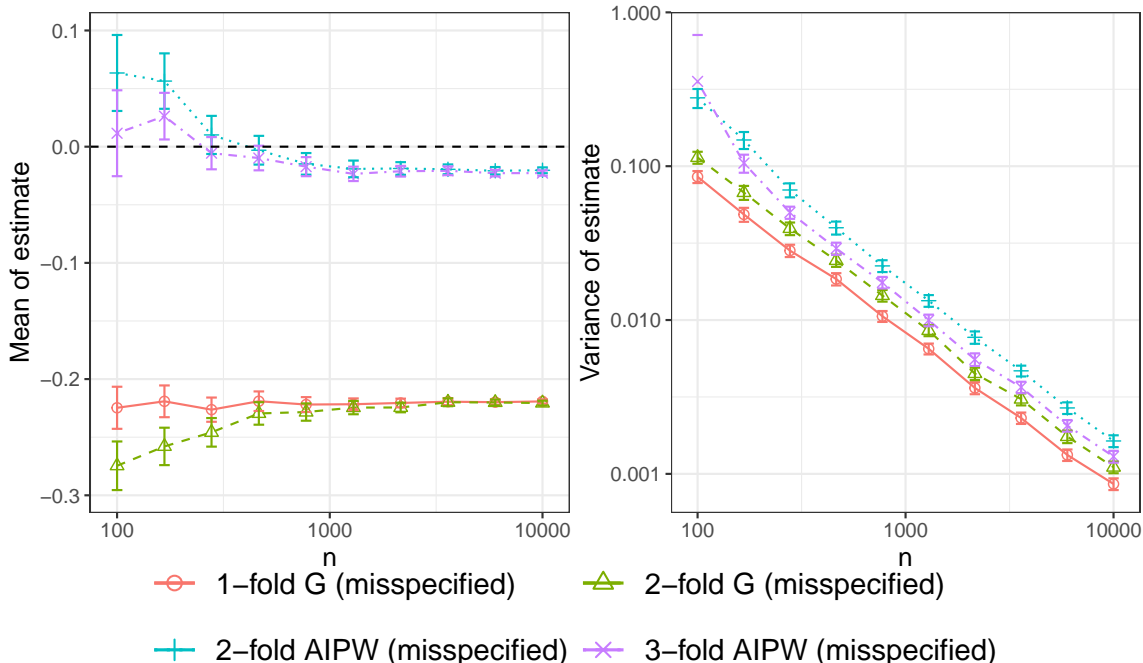 Mean of estimate
0.1
0.0
−0.1
−0.2
−0.3
100
1000
10000
n
Variance of estimate
1.000
0.100
0.010
0.001
100
1000
10000
n
1−fold G (misspecified)
2−fold G (misspecified)
2−fold AIPW (misspecified)
3−fold AIPW (misspecified)